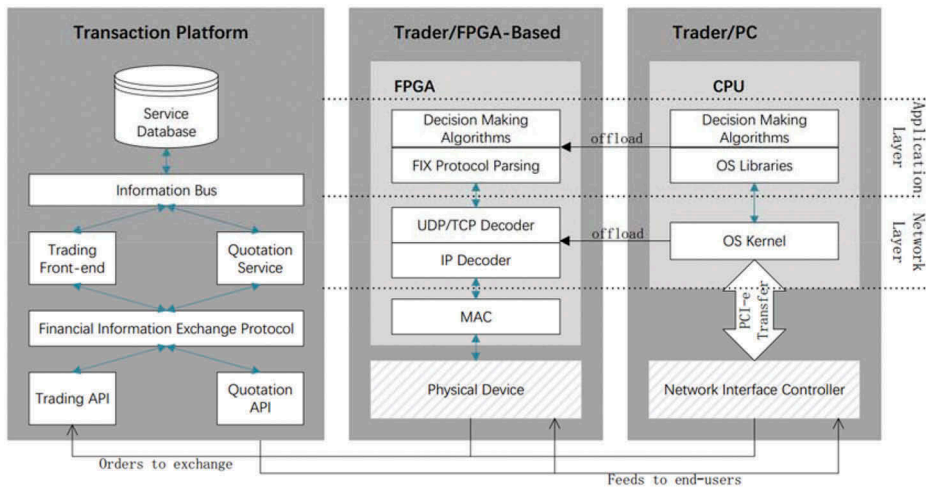 Transaction Platform
Service
Database
Information Bus
Trading
Front-end
Quotation
Service
Financial Information Exchange Protocol
Trading API
Quotation
API
Trader/FPGA-Based
FPGA
Decision Making
Algorithms
FIX Protocol Parsing
UDP/TCP Decoder
IP Decoder
MAC
Physical Device
offload
offload
Trader/PC
CPU
Decision Making
Algorithms
OS Libraries
OS Kernel
PCI-e
Transfer
Network Interface Controller
Application
Layer
Network
Layer
Orders to exchange
Feeds to end-users